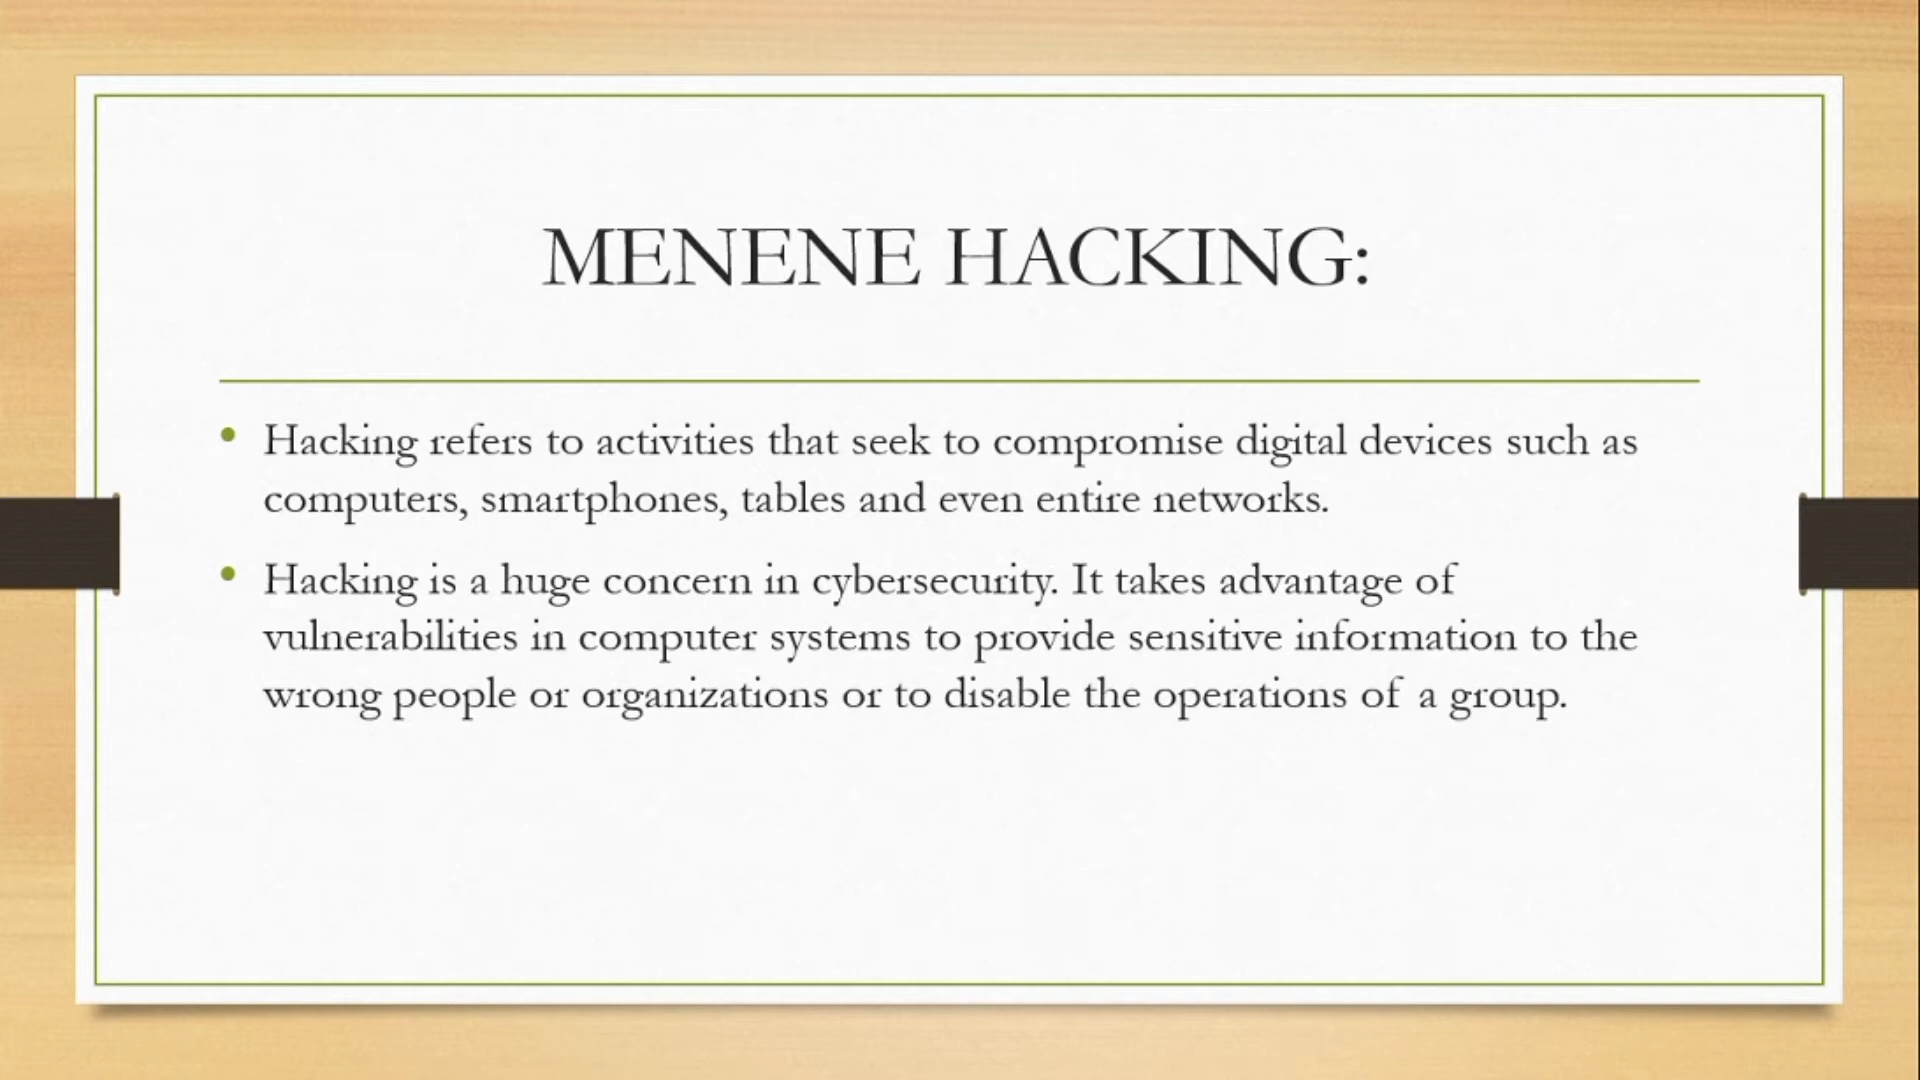 MENENE HACKING:
• Hacking refers to activities that seek to compromise digital devices such as
computers, smartphones, tables and even entire networks.
• Hacking is a huge concern in cybersecurity. It takes advantage of
vulnerabilities in computer systems to provide sensitive information to the
wrong people or organizations or to disable the operations of a group.